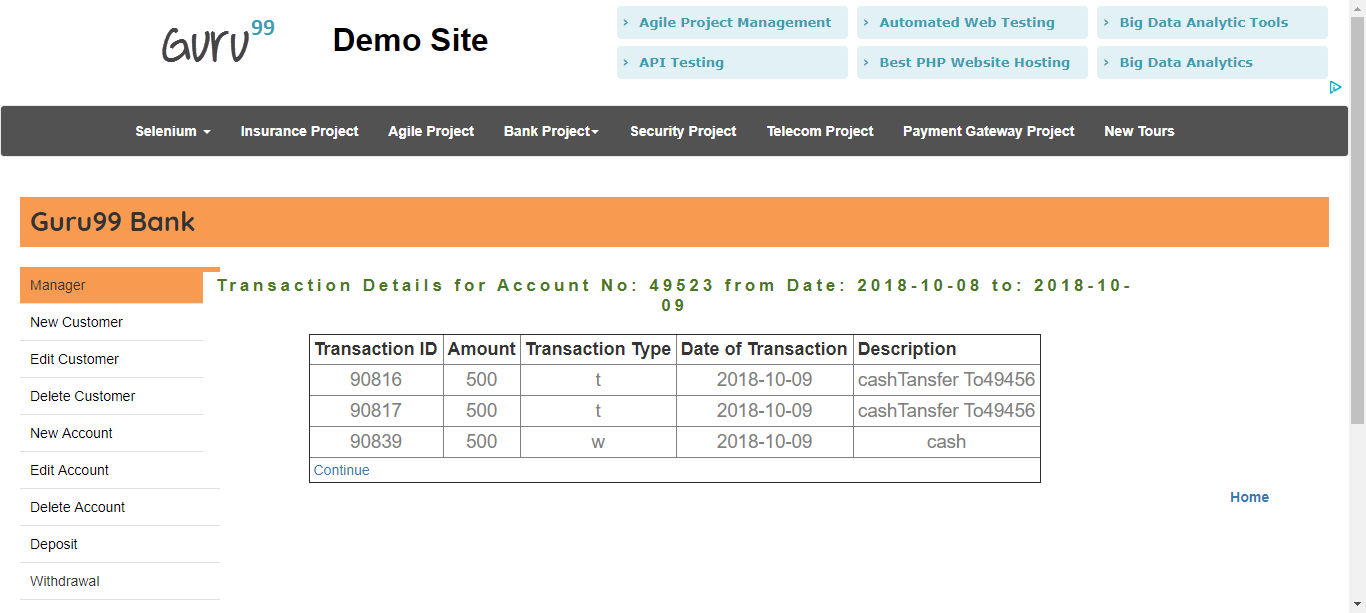 Guru99
Demo Site
› Agile Project Management
› Automated Web Testing
› Big Data Analytic Tools
› API Testing
› Best PHP Website Hosting
› Big Data Analytics
Selenium Insurance Project Agile Project Bank Project Security Project Telecom Project Payment Gateway Project New Tours
Guru99 Bank
Manager
New Customer
Edit Customer
Delete Customer
New Account
Edit Account
Delete Account
Deposit
Withdrawal
Transaction Details for Account No: 49523 from Date: 2018-10-08 to: 2018-10-
09
Transaction ID Amount Transaction Type Date of Transaction Description
90816 500 t 2018-10-09 cashTansfer To49456
90817 500 t 2018-10-09 cashTansfer To49456
90839 500 w 2018-10-09 cash
Continue
Home